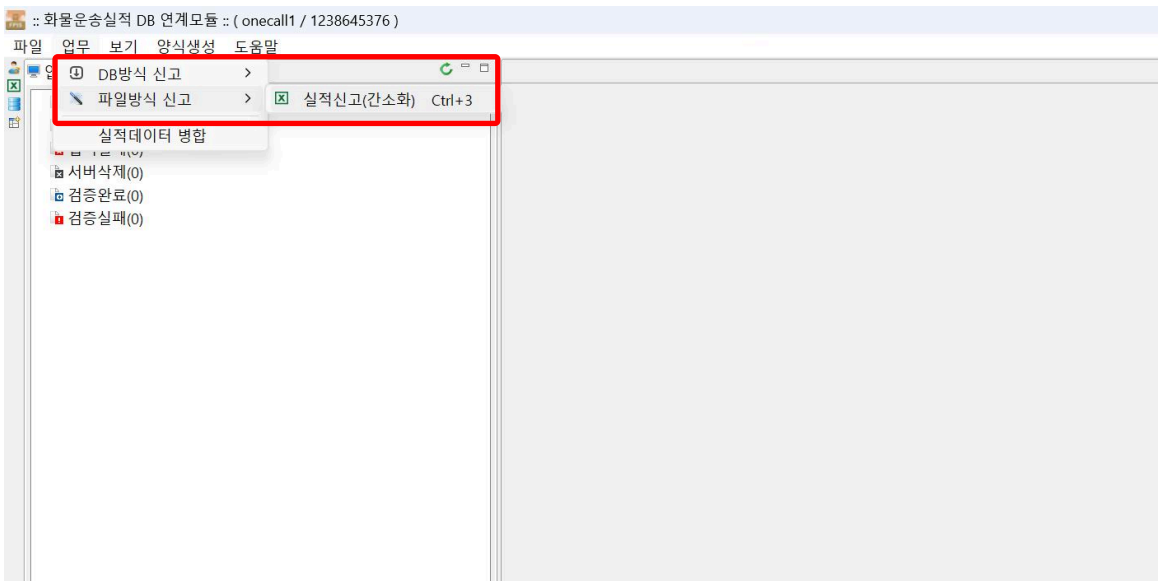 :: 화물운송실적 DB 연계모듈 :: ( onecall1 / 1238645376 )
파일 업무 보기 양식생성 도움말
DB방식 신고 >
파일방식 신고 > 실적신고(간소화) Ctrl+3
실적데이터 병합
서버삭제(0)
검증완료(0)
검증실패(0)